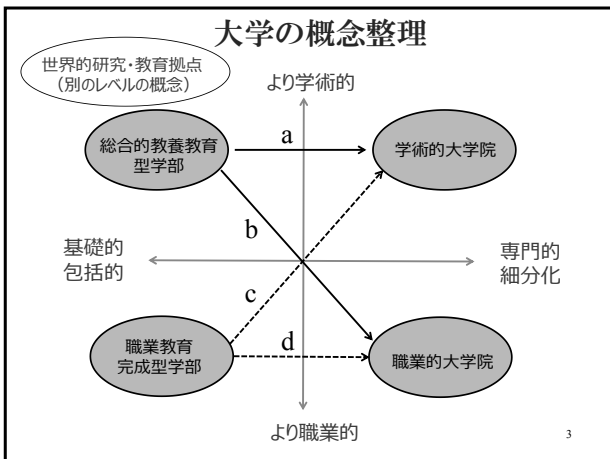 大学の概念整理
世界的研究・教育拠点
（別のレベルの概念）
より学術的
総合的教養教育
型学部
a
学術的大学院
b
基礎的
包括的
専門的
細分化
c
職業教育
完成型学部
d
職業的大学院
より職業的
3